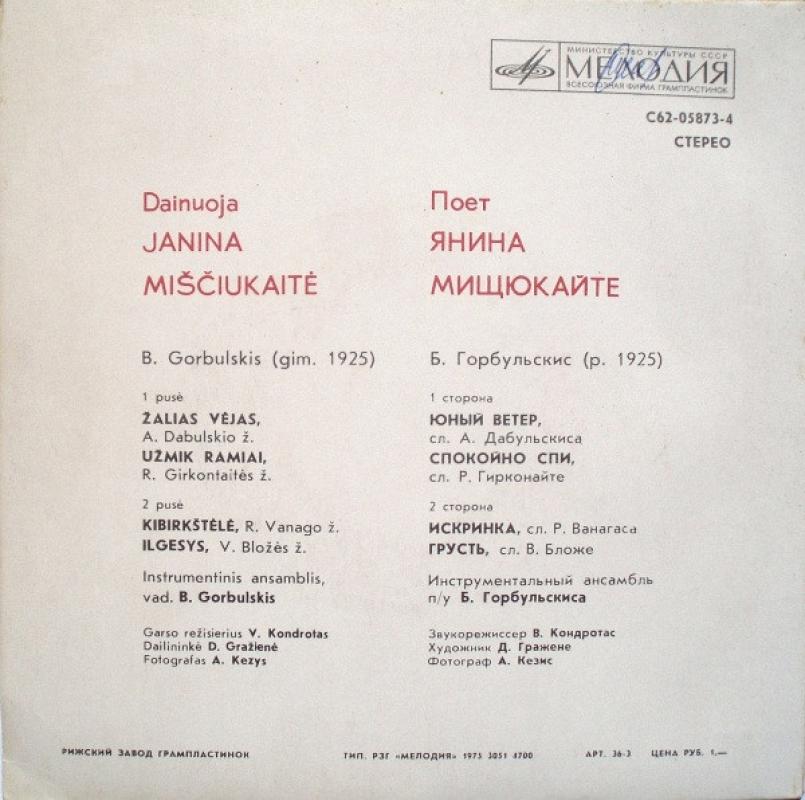 МИНИСТЕРСТВО КУЛЬТУРЫ СССР
МЕЛОДИЯ
ВСЕСОЮЗНАЯ ФИРМА ГРАМПЛАСТИНОК
С62-05873-4
СТЕРЕО
Dainuoja
JANINA
MIŠČIUKAITĖ
B. Gorbulskis (gim. 1925)
1 pusė
ŽALIAS VĖJAS,
A. Dabulskio ž.
UŽMIK RAMIAI,
R. Girkontaitės ž.
2 pusė
KIBIRKŠTĖLĖ, R. Vanago ž.
ILGESYS, V. Bložės ž.
Instrumentinis ansamblis,
vad. B. Gorbulskis
Garso režisierius V. Kondrotas
Dailininkė D. Gražienė
Fotografas A. Kezys
Поет
ЯНИНА
МИЩЮКАЙТЕ
Б. Горбульскис (р. 1925)
1 сторона
ЮНЫЙ ВЕТЕР,
сл. А. Дабульскиса
СПОКОЙНО СПИ,
сл. Р. Гирконайте
2 сторона
ИСКРИНКА, сл. Р. Ванагаса
ГРУСТЬ, сл. В. Бложе
Инструментальный ансамбль
п/у Б. Горбульскиса
Звукорежиссер В. Кондротас
Художник Д. Гражене
Фотограф А. Кезис
РИЖСКИЙ ЗАВОД ГРАМПЛАСТИНОК ТИП. РЗГ «МЕЛОДИЯ» 1975 3051 4700 АРТ. 36-3 ЦЕНА РУБ. 1,—